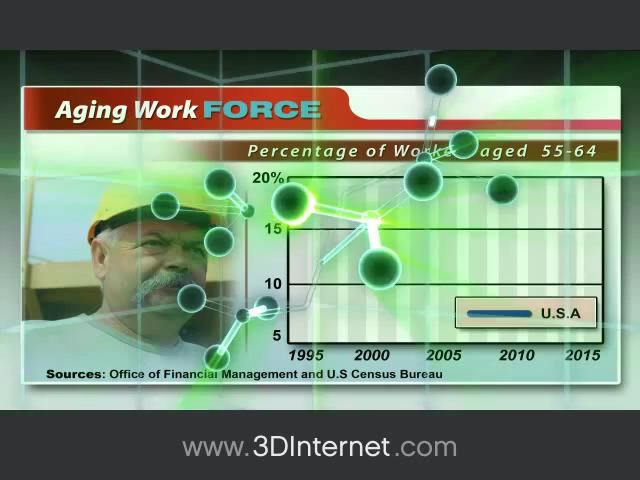 Aging Work FORCE
Percentage of aged 55-64
20%
15
10
5
U.S.A
1995 2000 2005 2010 2015
Sources: Office of Financial Management and U.S Census Bureau
www.3DInternet.com